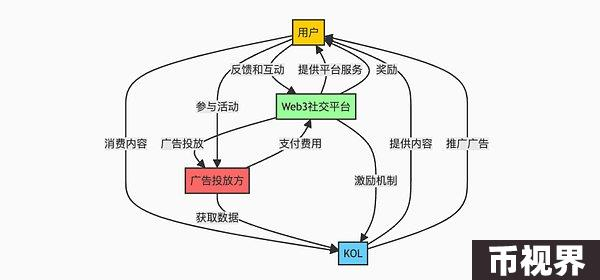 用户
反馈和互动
提供平台服务
奖励
参与活动
Web3社交平台
消费内容
广告投放
支付费用
提供内容
推广广告
广告投放方
激励机制
获取数据
KOL
币视界